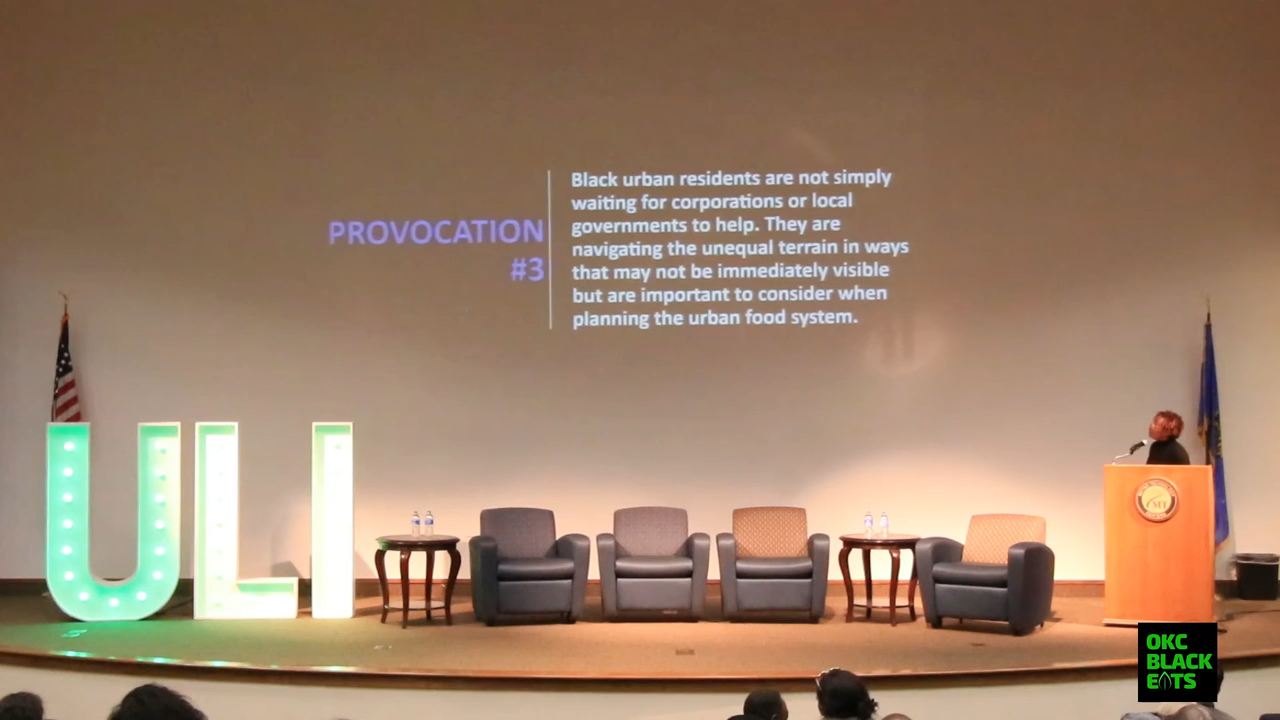 PROVOCATION
#3
Black urban residents are not simply
waiting for corporations or local
governments to help. They are
navigating the unequal terrain in ways
that may not be immediately visible
but are important to consider when
planning the urban food system.
ULI
OKC
BLACK
EATS